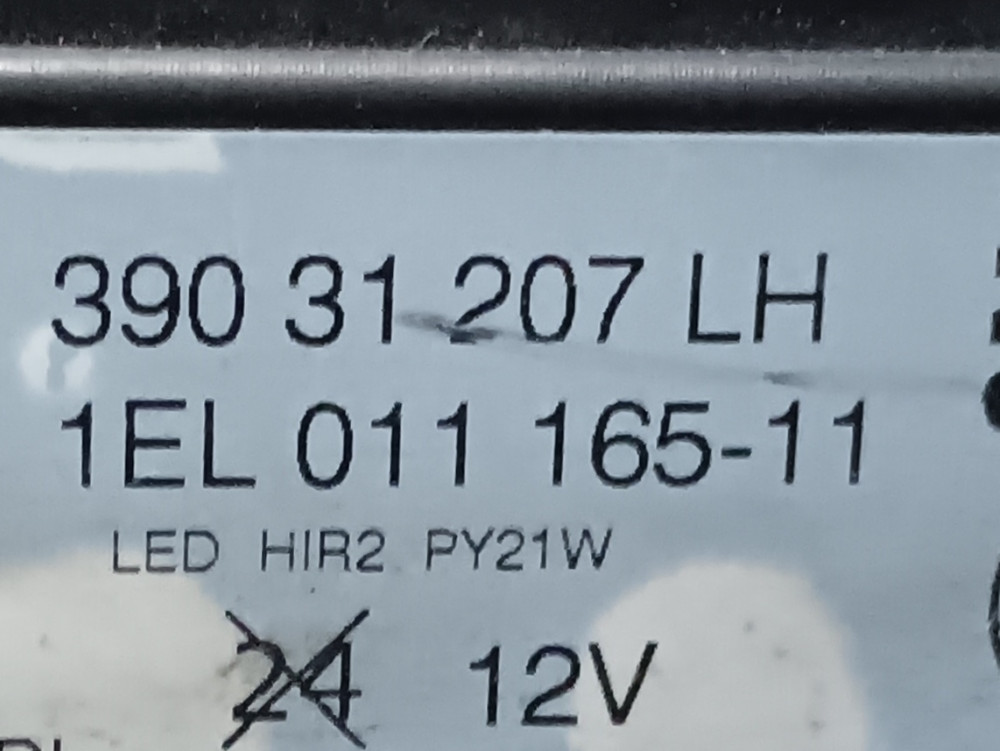 390 31 207 LH
1EL 011 165-11
LED HIR2 PY21W
24 12V